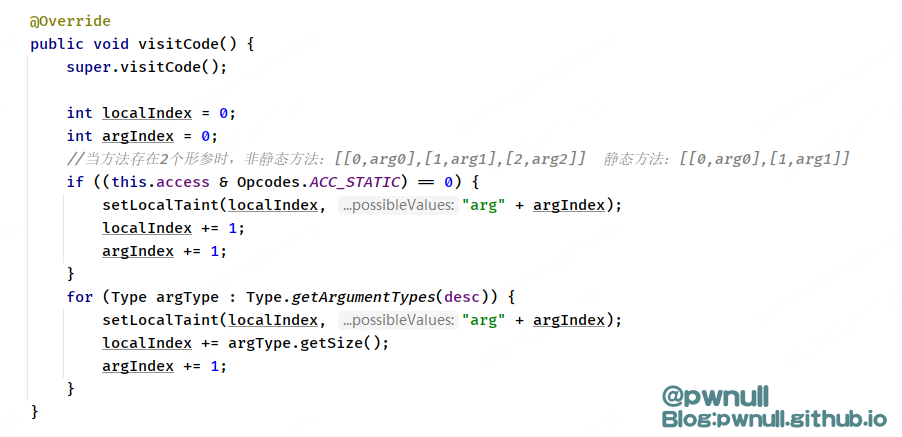 @Override
public void visitCode() {
super.visitCode();
int localIndex = 0;
int argIndex = 0;
//当方法存在2个形参时，非静态方法：[[0,arg0],[1,arg1],[2,arg2]]  静态方法：[[0,arg0],[1,arg1]]
if ((this.access & Opcodes.ACC_STATIC) == 0) {
setLocalTaint(localIndex, ...possibleValues: "arg" + argIndex);
localIndex += 1;
argIndex += 1;
}
for (Type argType : Type.getArgumentTypes(desc)) {
setLocalTaint(localIndex, ...possibleValues: "arg" + argIndex);
localIndex += argType.getSize();
argIndex += 1;
}
}
@pwnull
Blog:pwnull.github.io